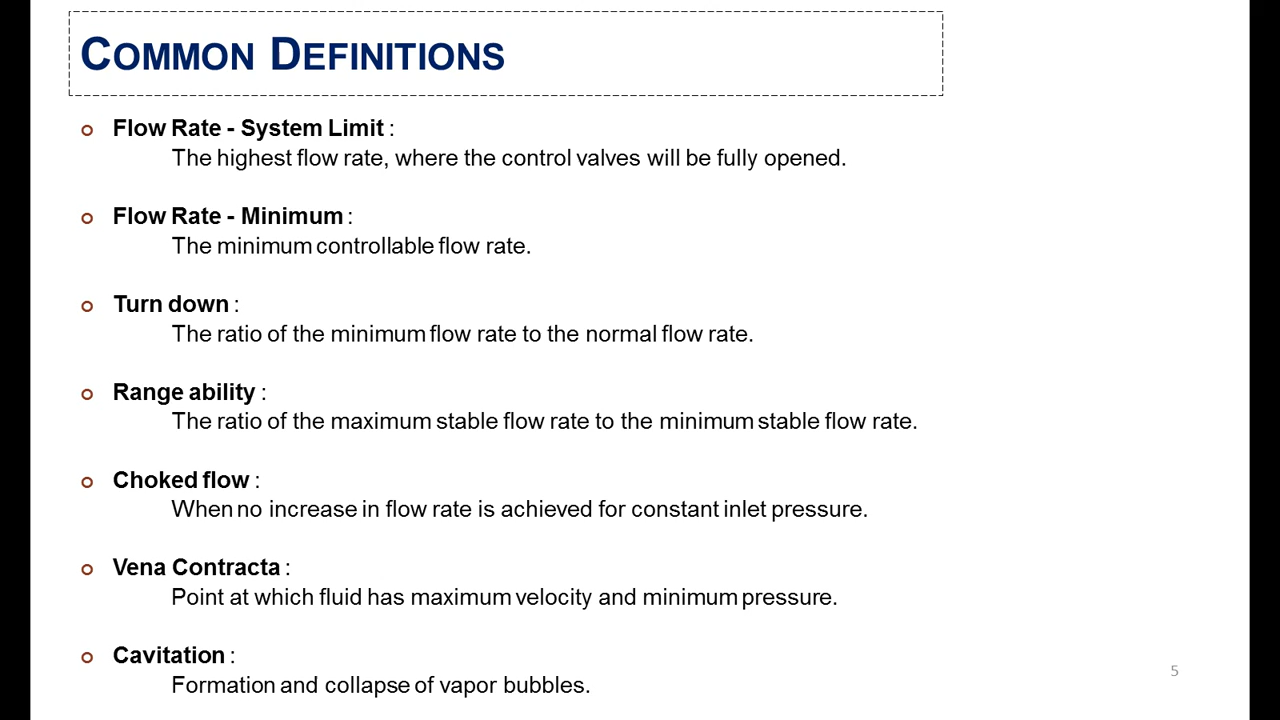 COMMON DEFINITIONS
Flow Rate - System Limit :
The highest flow rate, where the control valves will be fully opened.
Flow Rate - Minimum :
The minimum controllable flow rate.
Turn down :
The ratio of the minimum flow rate to the normal flow rate.
Range ability :
The ratio of the maximum stable flow rate to the minimum stable flow rate.
Choked flow :
When no increase in flow rate is achieved for constant inlet pressure.
Vena Contracta :
Point at which fluid has maximum velocity and minimum pressure.
Cavitation :
Formation and collapse of vapor bubbles.
5